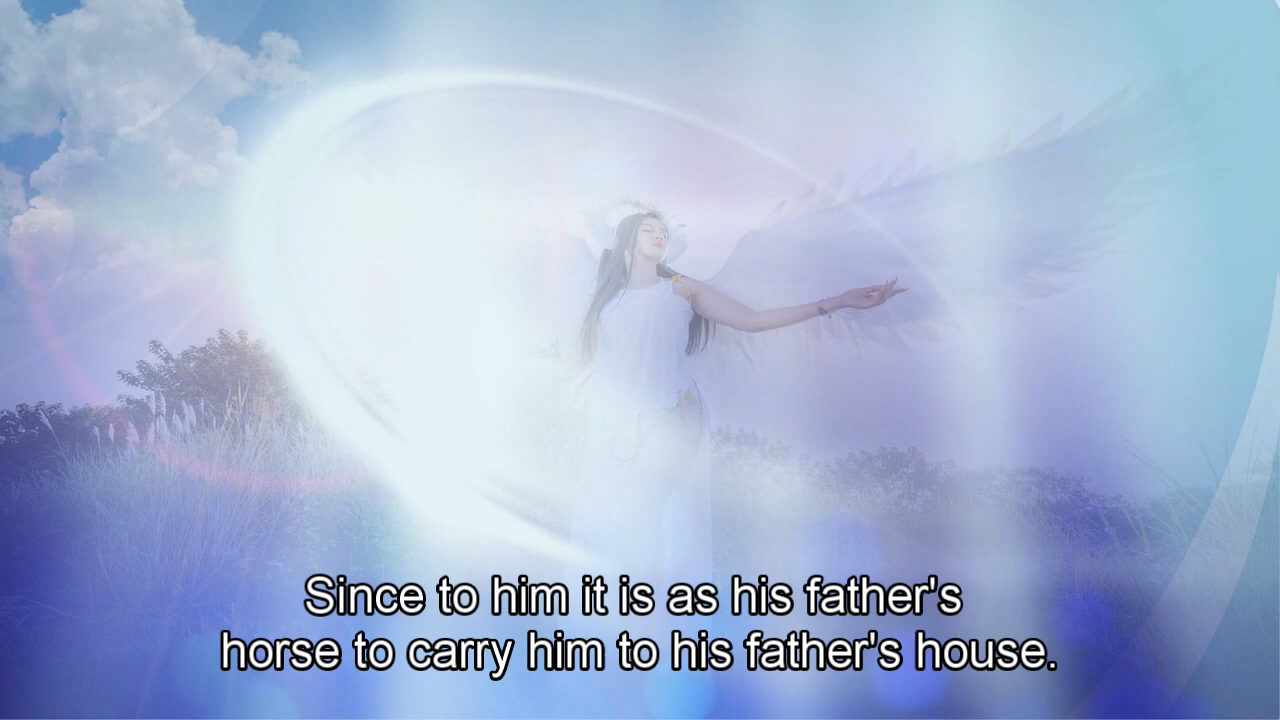 Since to him it is as his father's
horse to carry him to his father's house.